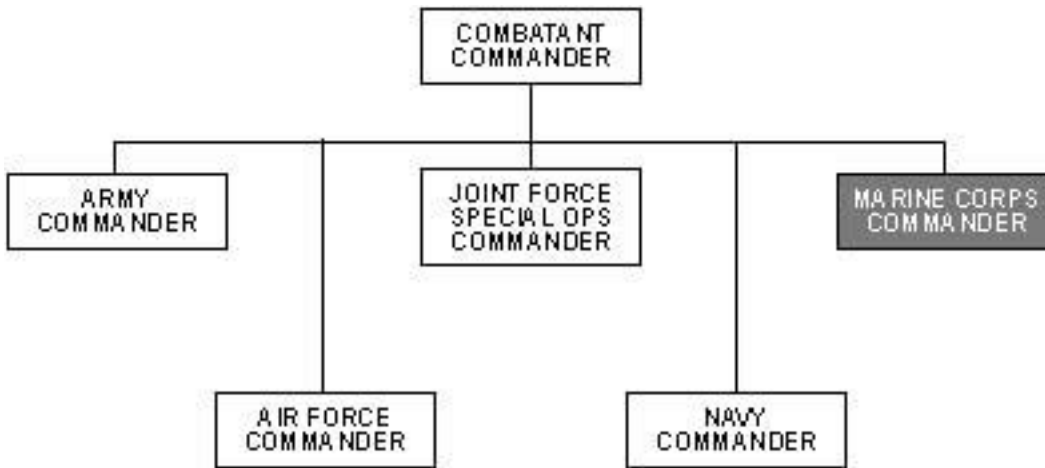 COMBATANT
COMMANDER
ARMY
COMMANDER
JOINT FORCE
SPECIAL OPS
COMMANDER
MARINE CORPS
COMMANDER
AIR FORCE
COMMANDER
NAVY
COMMANDER